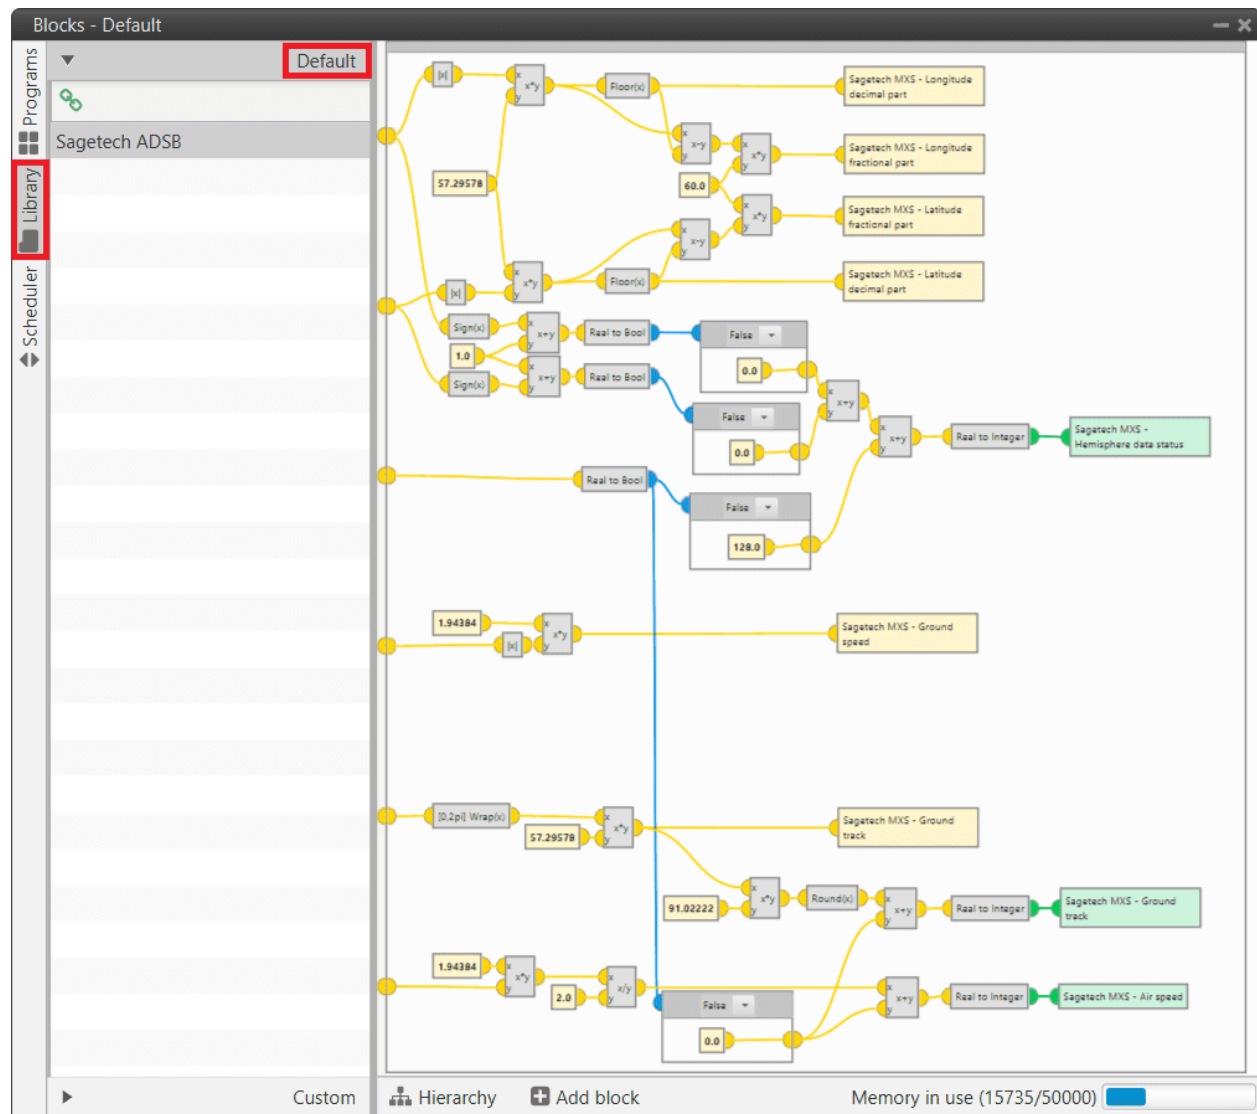 Blocks - Default
Programs
Library
Scheduler
Default
Sagetech ADSB
Custom
|x|
x
y
x*y
Floor(x)
Sagetech MXS - Longitude
decimal part
x
y
x-y
x
y
x*y
Sagetech MXS - Longitude
fractional part
57.29578
60.0
x
y
x*y
Sagetech MXS - Latitude
fractional part
x
y
x-y
x
y
x*y
Floor(x)
Sagetech MXS - Latitude
decimal part
|x|
Sign(x)
x
y
x+y
Real to Bool
False
1.0
0.0
Sign(x)
x
y
x+y
Real to Bool
x
y
x+y
False
0.0
x
y
x+y
Real to Integer
Sagetech MXS -
Hemisphere data status
Real to Bool
False
128.0
1.94384
x
y
x*y
|x|
Sagetech MXS - Ground
speed
[0,2pi] Wrap(x)
x
y
x*y
57.29578
Sagetech MXS - Ground
track
91.02222
x
y
x*y
Round(x)
x
y
x+y
Real to Integer
Sagetech MXS - Ground
track
1.94384
x
y
x*y
2.0
x
y
x/y
False
0.0
x
y
x+y
Real to Integer
Sagetech MXS - Air speed
Hierarchy
Add block
Memory in use (15735/50000)